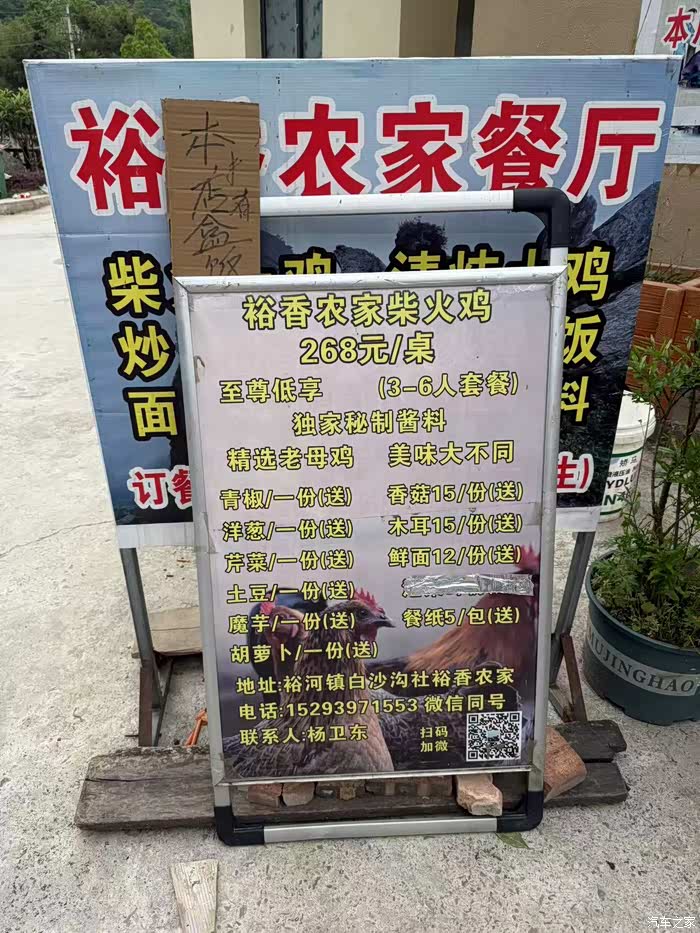 裕香农家餐厅
本店
才有
盒饭
柴
鸡
炒
饭
面
料
订餐
生)
裕香农家柴火鸡
268元/桌
至尊低享 (3-6人套餐)
独家秘制酱料
精选老母鸡 美味大不同
青椒/一份(送) 香菇15/份(送)
洋葱/一份(送) 木耳15/份(送)
芹菜/一份(送) 鲜面12/份(送)
土豆/一份(送)
魔芋/一份(送) 餐纸5/包(送)
胡萝卜/一份(送)
地址:裕河镇白沙沟社裕香农家
电话:15293971553 微信同号
联系人:杨卫东 扫码
加微
MUJINGHAO
汽车之家